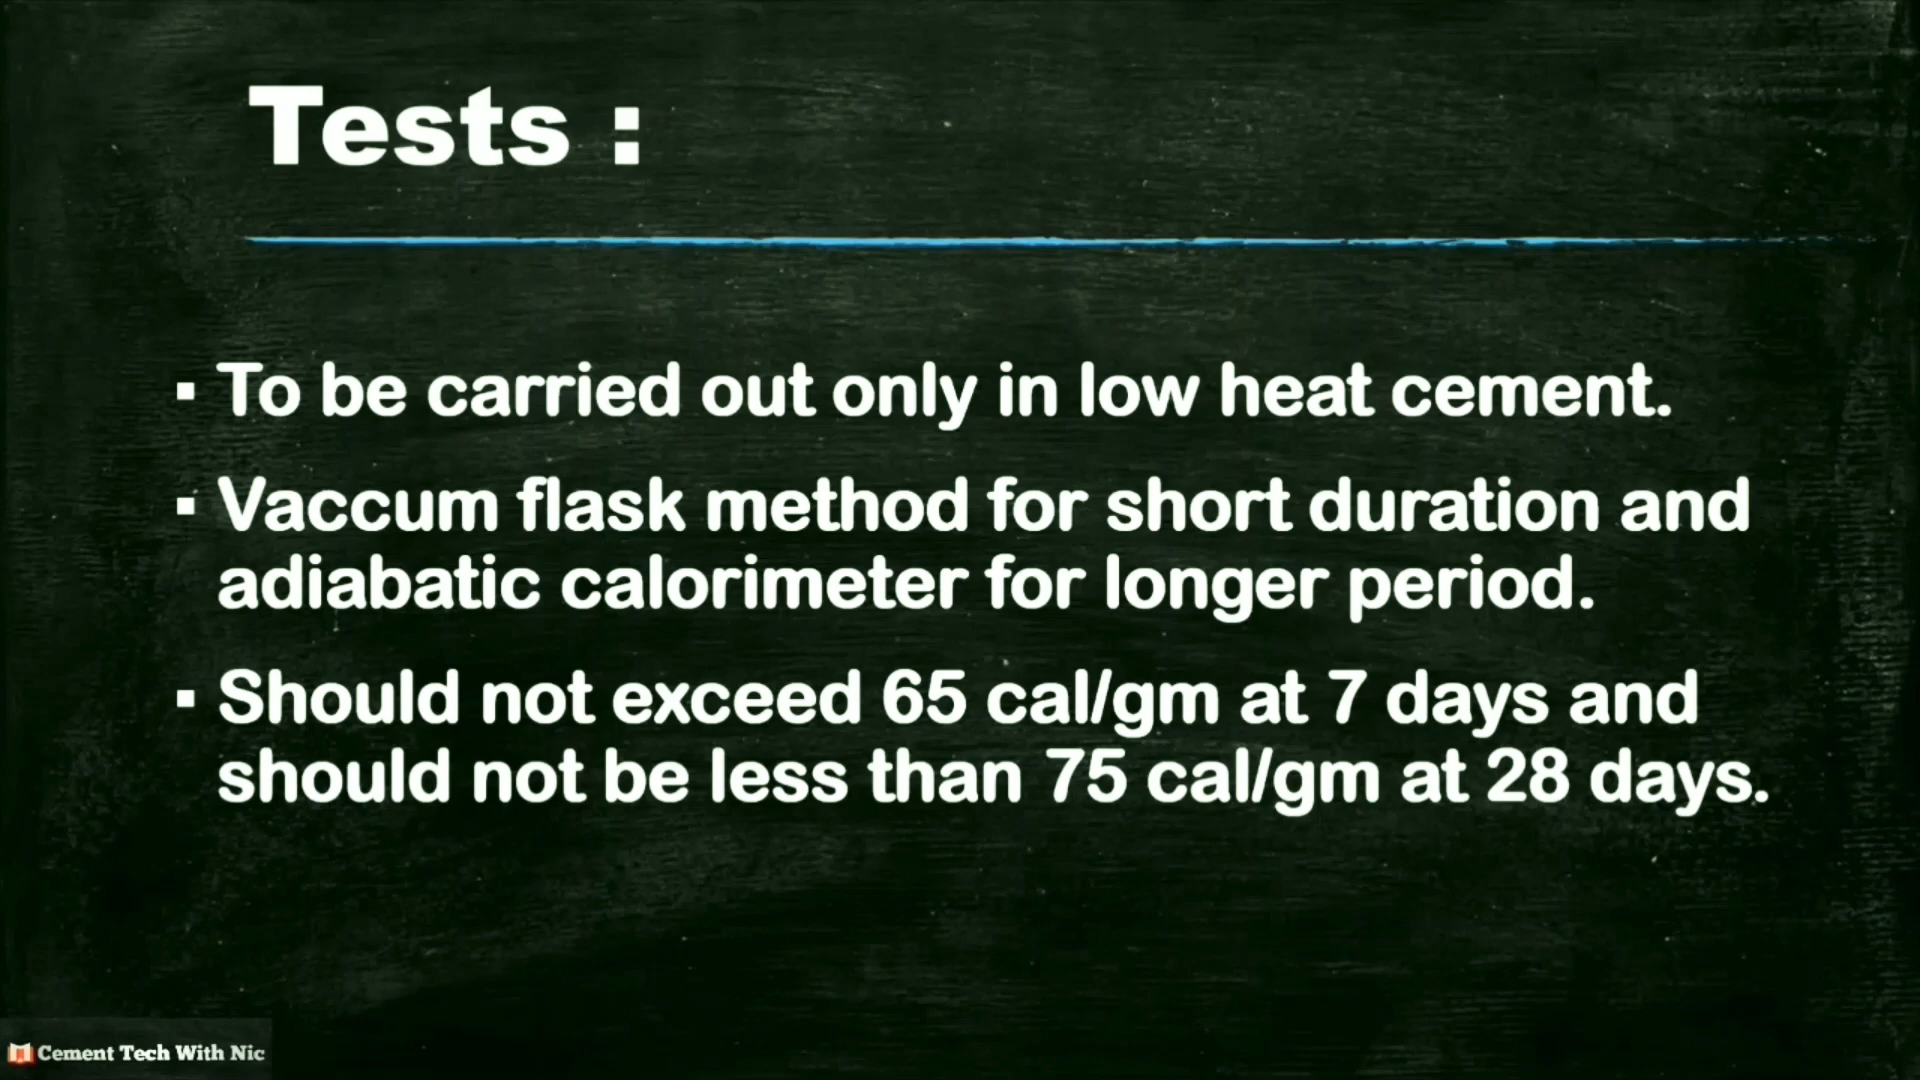 Tests :
▪ To be carried out only in low heat cement.
▪ Vaccum flask method for short duration and
adiabatic calorimeter for longer period.
▪ Should not exceed 65 cal/gm at 7 days and
should not be less than 75 cal/gm at 28 days.
Cement Tech With Nic